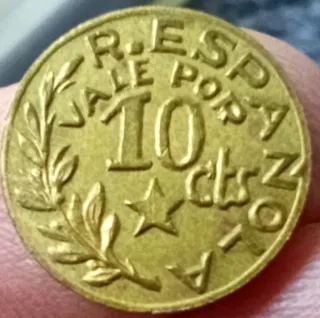 R. ESPAÑOLA
VALE POR
10
cts